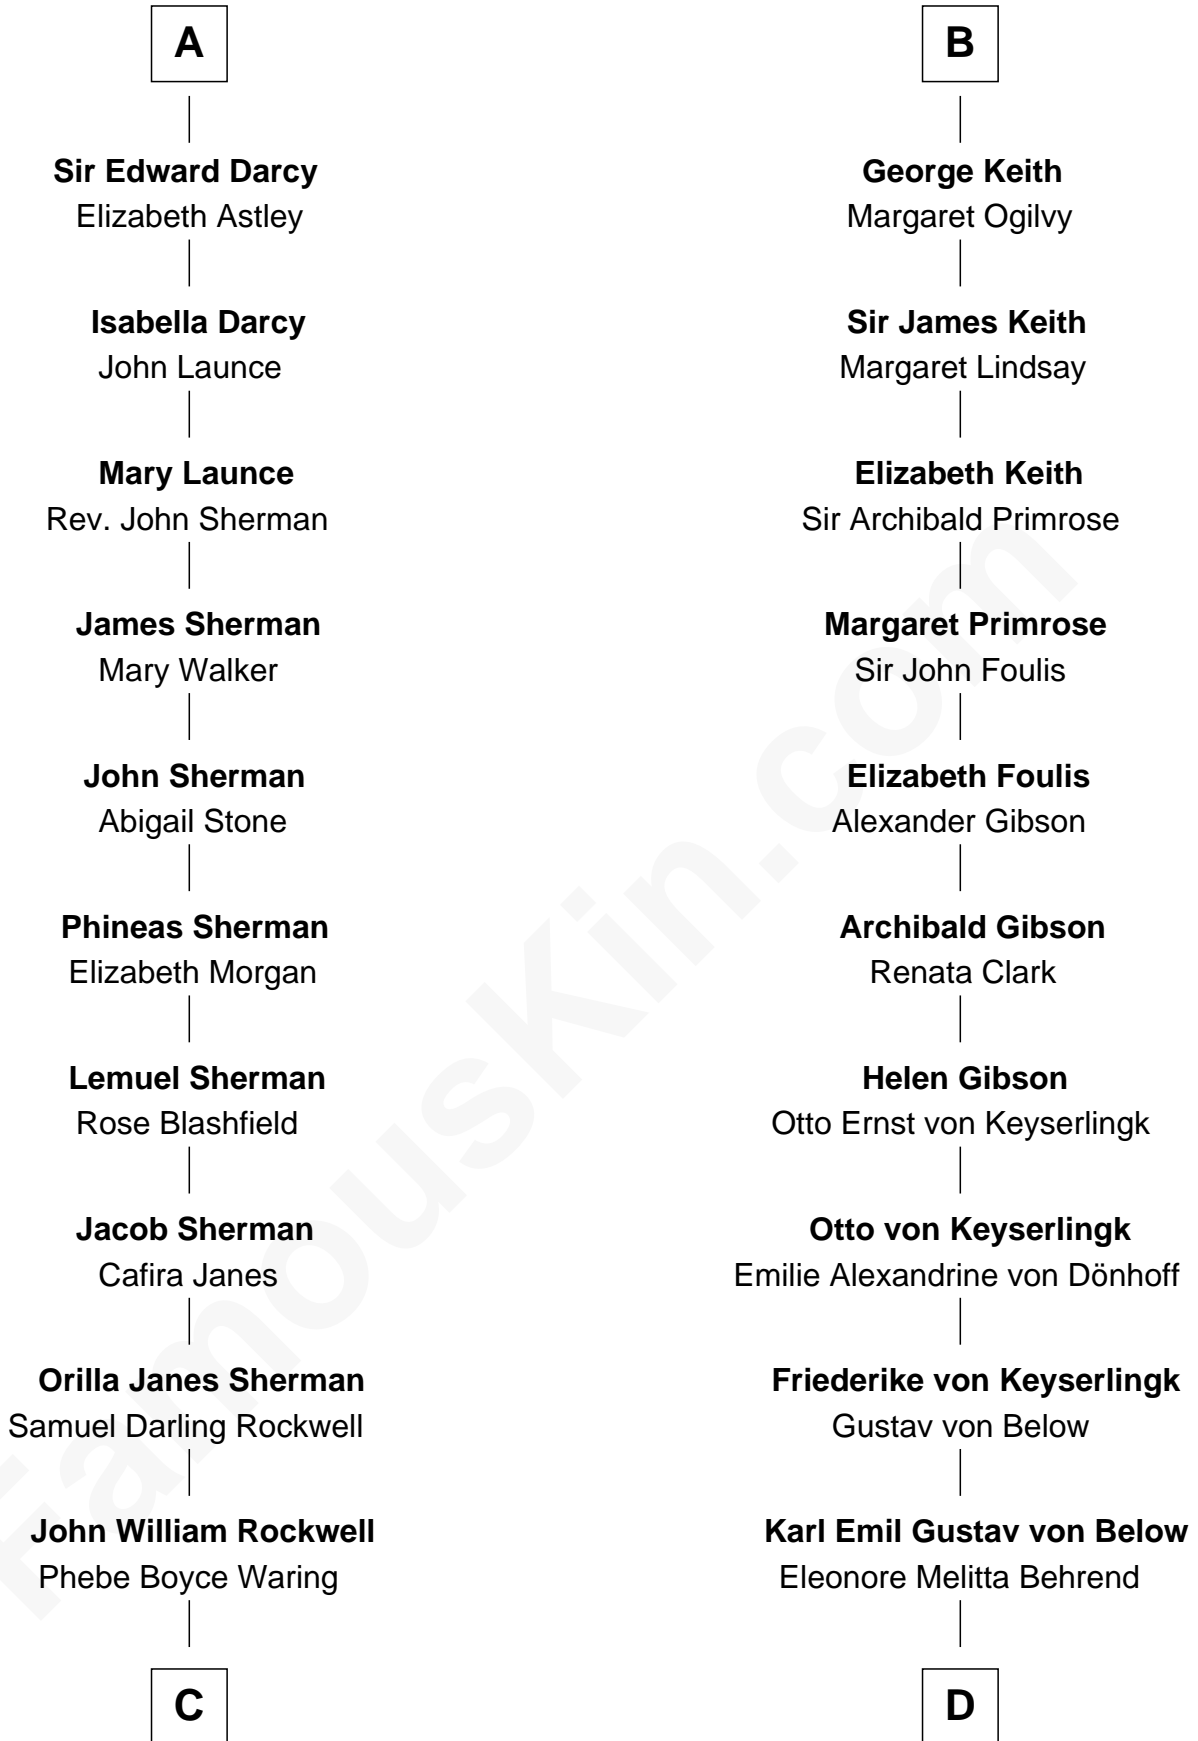 A
Sir Edward Darcy
Elizabeth Astley
Isabella Darcy
John Launce
Mary Launce
Rev. John Sherman
James Sherman
Mary Walker
John Sherman
Abigail Stone
Phineas Sherman
Elizabeth Morgan
Lemuel Sherman
Rose Blashfield
Jacob Sherman
Cafira Janes
Orilla Janes Sherman
Samuel Darling Rockwell
John William Rockwell
Phebe Boyce Waring
C
B
George Keith
Margaret Ogilvy
Sir James Keith
Margaret Lindsay
Elizabeth Keith
Sir Archibald Primrose
Margaret Primrose
Sir John Foulis
Elizabeth Foulis
Alexander Gibson
Archibald Gibson
Renata Clark
Helen Gibson
Otto Ernst von Keyserlingk
Otto von Keyserlingk
Emilie Alexandrine von Dönhoff
Friederike von Keyserlingk
Gustav von Below
Karl Emil Gustav von Below
Eleonore Melitta Behrend
D
FamousKin.com